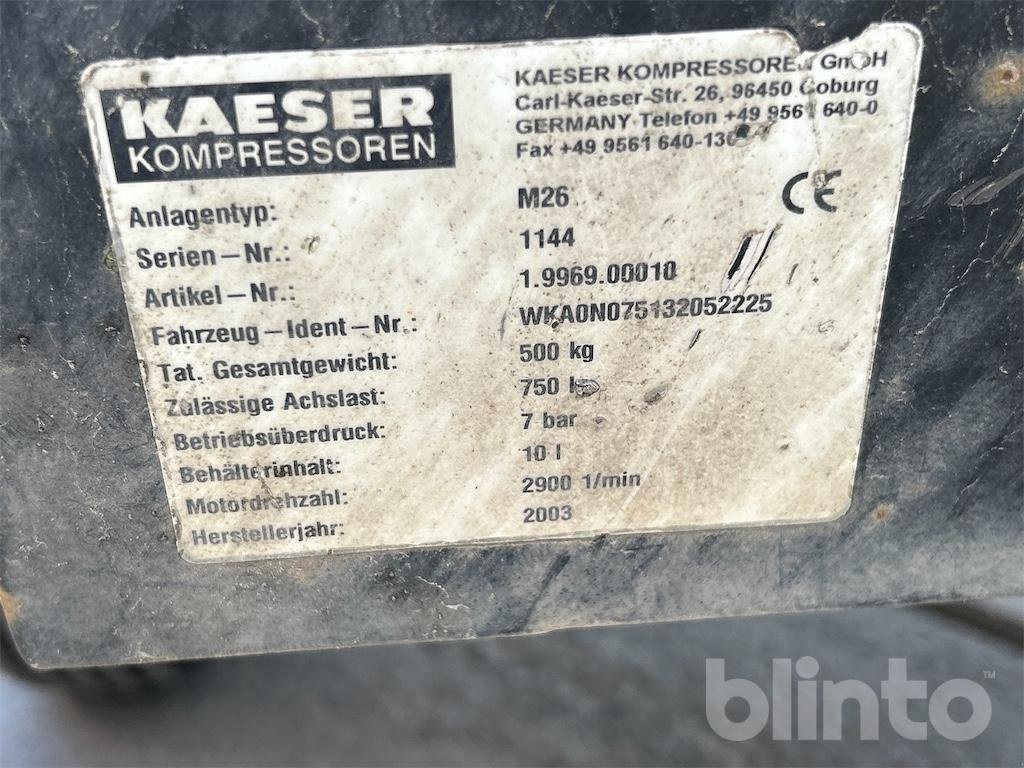 KAESER
KOMPRESSOREN
KAESER KOMPRESSOREN GmbH
Carl-Kaeser-Str. 26, 96450 Coburg
GERMANY Telefon +49 9561 640-0
Fax +49 9561 640-130
CE
Anlagentyp: M26
Serien-Nr.: 1144
Artikel-Nr.: 1.9969.00010
Fahrzeug-Ident-Nr.: WKA0N075132052225
Tat. Gesamtgewicht: 500 kg
Zulässige Achslast: 750
Betriebsüberdruck: 7 bar
Behälterinhalt: 10 l
Motordrehzahl: 2900 1/min
Herstellerjahr: 2003
blinto™